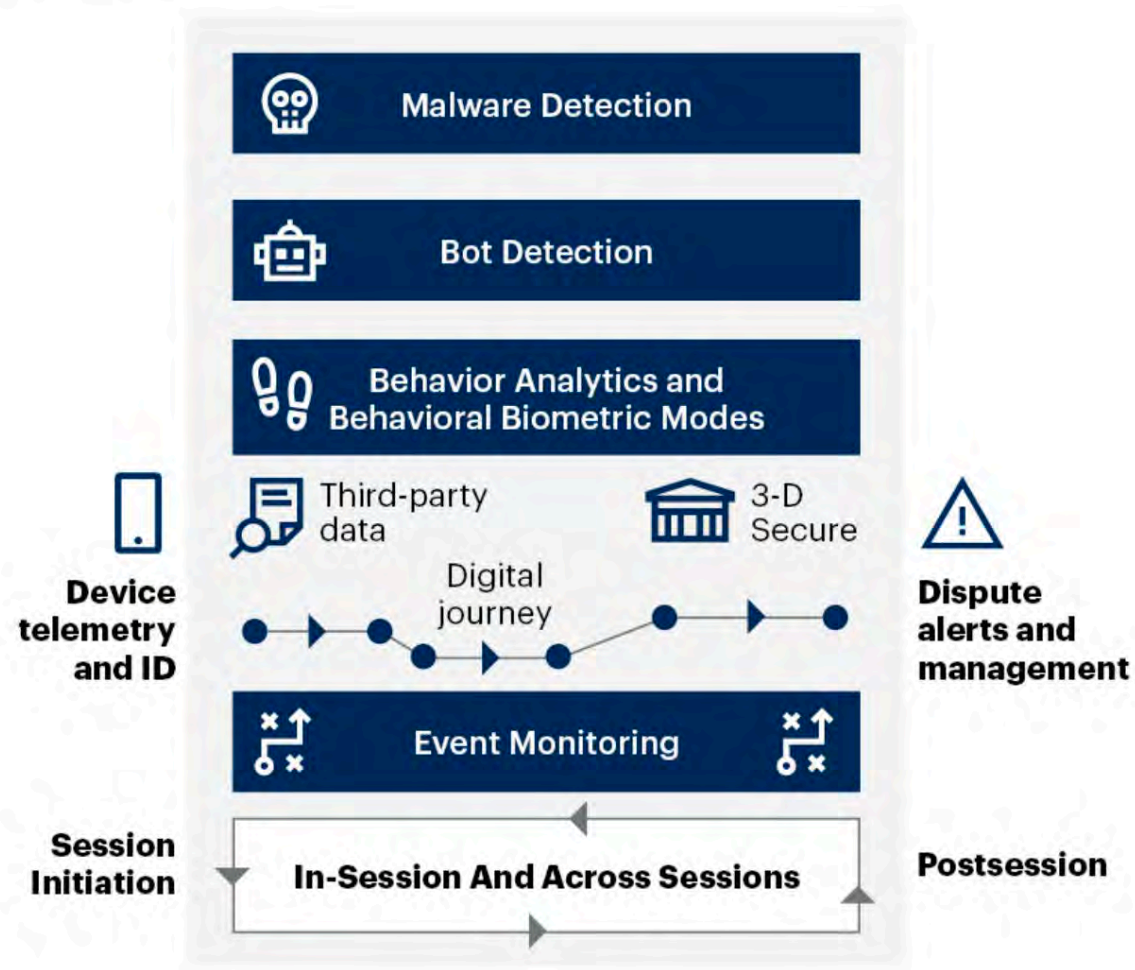 Malware Detection
Bot Detection
Behavior Analytics and
Behavioral Biometric Modes
Third-party
data
3-D
Secure
Digital
journey
Device
telemetry
and ID
Dispute
alerts and
management
Event Monitoring
Session
Initiation
In-Session And Across Sessions
Postsession